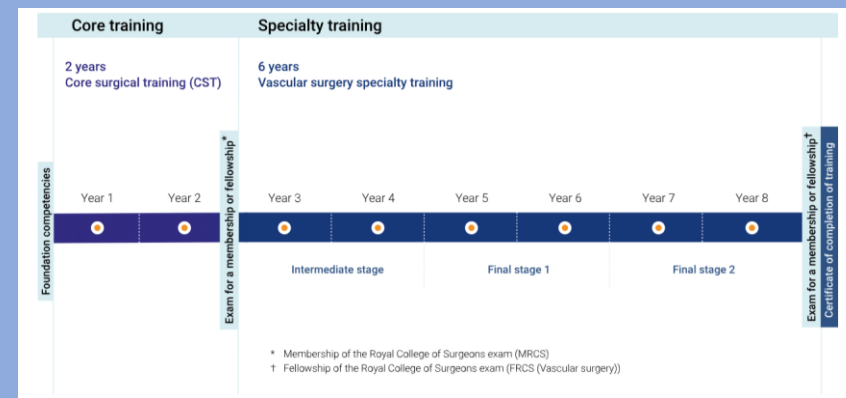 Core training
Specialty training
2 years
Core surgical training (CST)
6 years
Vascular surgery specialty training
Foundation competencies
Year 1
Year 2
Exam for a membership or fellowship*
Year 3
Year 4
Year 5
Year 6
Year 7
Year 8
Exam for a membership or fellowship†
Certificate of completion of training
Intermediate stage
Final stage 1
Final stage 2
* Membership of the Royal College of Surgeons exam (MRCS)
† Fellowship of the Royal College of Surgeons exam (FRCS (Vascular surgery))